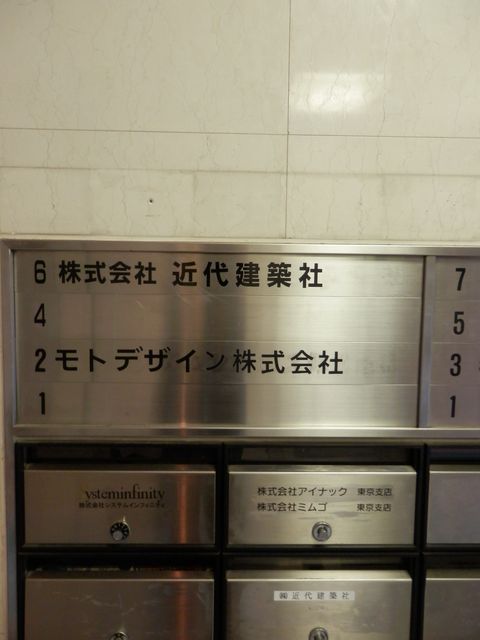 6 株式会社 近代建築社
7
4
5
2 モトデザイン株式会社
3
1
1
ysteminfinity
株式会社システムインフィニティ
株式会社アイナック 東京支店
株式会社ミムゴ 東京支店
㈱近代建築社